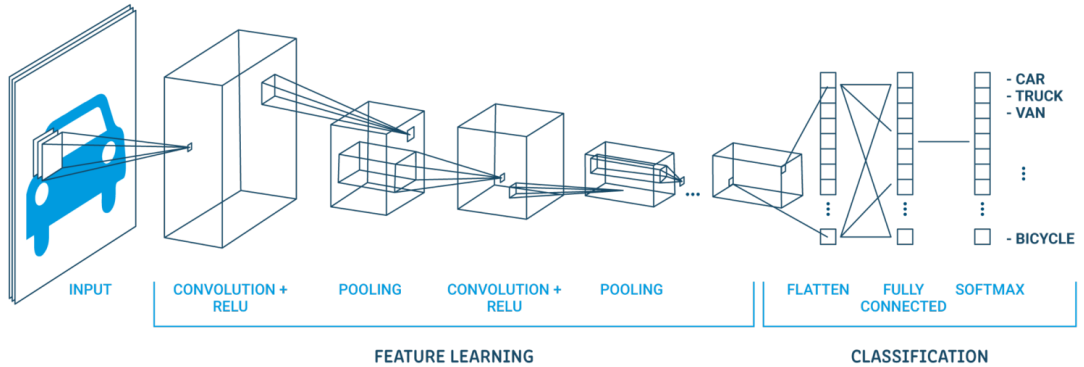 - CAR
- TRUCK
- VAN
- BICYCLE
INPUT
CONVOLUTION +
RELU
POOLING
CONVOLUTION +
RELU
POOLING
FLATTEN
FULLY
CONNECTED
SOFTMAX
FEATURE LEARNING
CLASSIFICATION